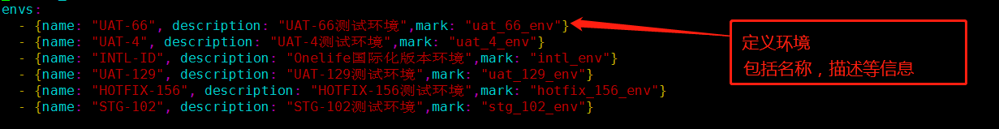 envs:
- {name: "UAT-66", description: "UAT-66测试环境",mark: "uat_66_env"}
- {name: "UAT-4", description: "UAT-4测试环境",mark: "uat_4_env"}
- {name: "INTL-ID", description: "Onelife国际化版本环境",mark: "intl_env"}
- {name: "UAT-129", description: "UAT-129测试环境",mark: "uat_129_env"}
- {name: "HOTFIX-156", description: "HOTFIX-156测试环境",mark: "hotfix_156_env"}
- {name: "STG-102", description: "STG-102测试环境",mark: "stg_102_env"}
定义环境
包括名称，描述等信息